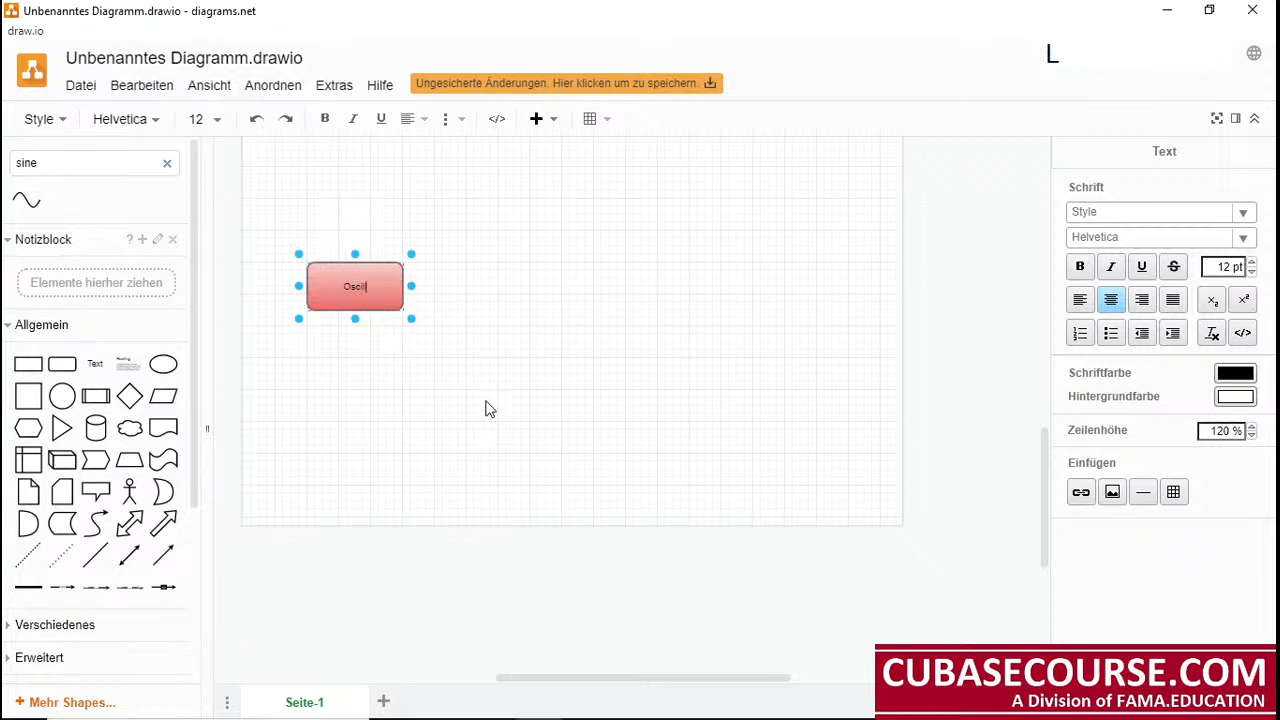 Unbenanntes Diagramm.drawio - diagrams.net
draw.io
Unbenanntes Diagramm.drawio
L
Datei Bearbeiten Ansicht Anordnen Extras Hilfe Ungesicherte Änderungen. Hier klicken um zu speichern.
Style Helvetica 12 B I U </>
sine
Notizblock ?
Elemente hierher ziehen
Allgemein
Text
Verschiedenes
Erweitert
Mehr Shapes...
Oscill
Seite-1
Text
Schrift
Style
Helvetica
B I U S 12 pt
Schriftfarbe
Hintergrundfarbe
Zeilenhöhe 120 %
Einfügen
CUBASECOURSE.COM
A Division of FAMA.EDUCATION